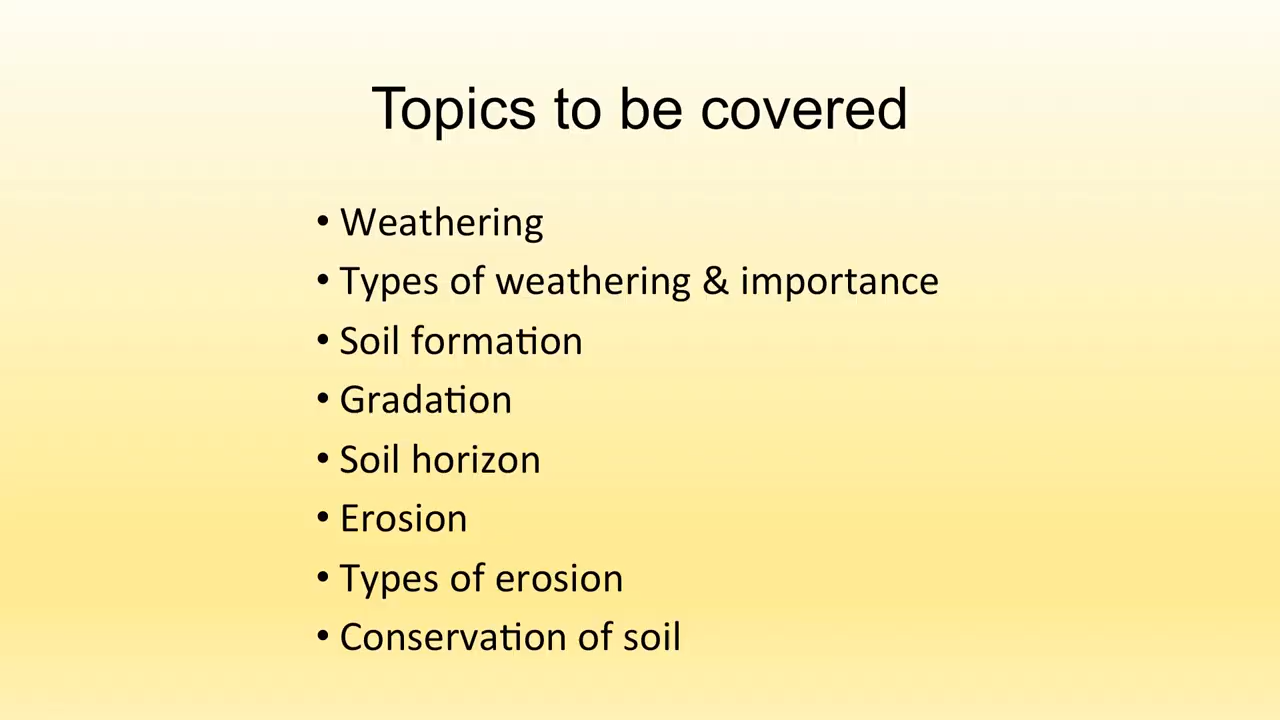 Topics to be covered
• Weathering
• Types of weathering & importance
• Soil formation
• Gradation
• Soil horizon
• Erosion
• Types of erosion
• Conservation of soil